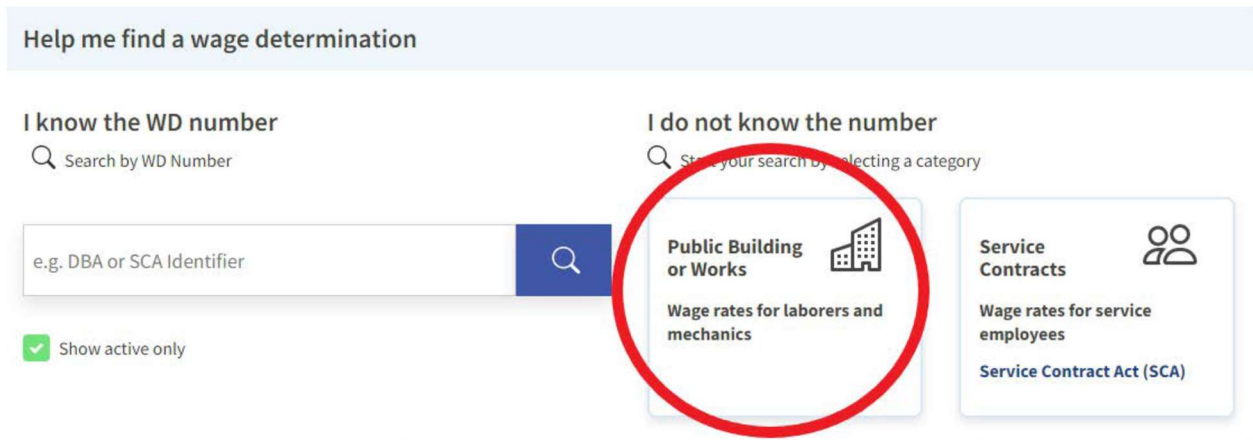 Help me find a wage determination
I know the WD number
Search by WD Number
e.g. DBA or SCA Identifier
Show active only
I do not know the number
Start your search by selecting a category
Public Building
or Works
Wage rates for laborers and
mechanics
Service
Contracts
Wage rates for service
employees
Service Contract Act (SCA)